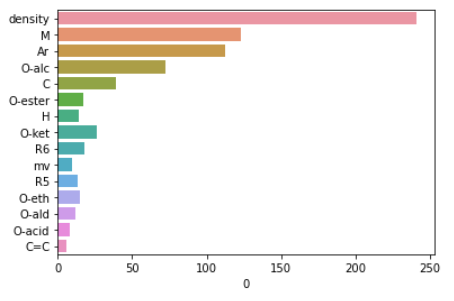 density
M
Ar
O-alc
C
O-ester
H
O-ket
R6
mv
R5
O-eth
O-ald
O-acid
C=C
0 50 100 150 200 250
0